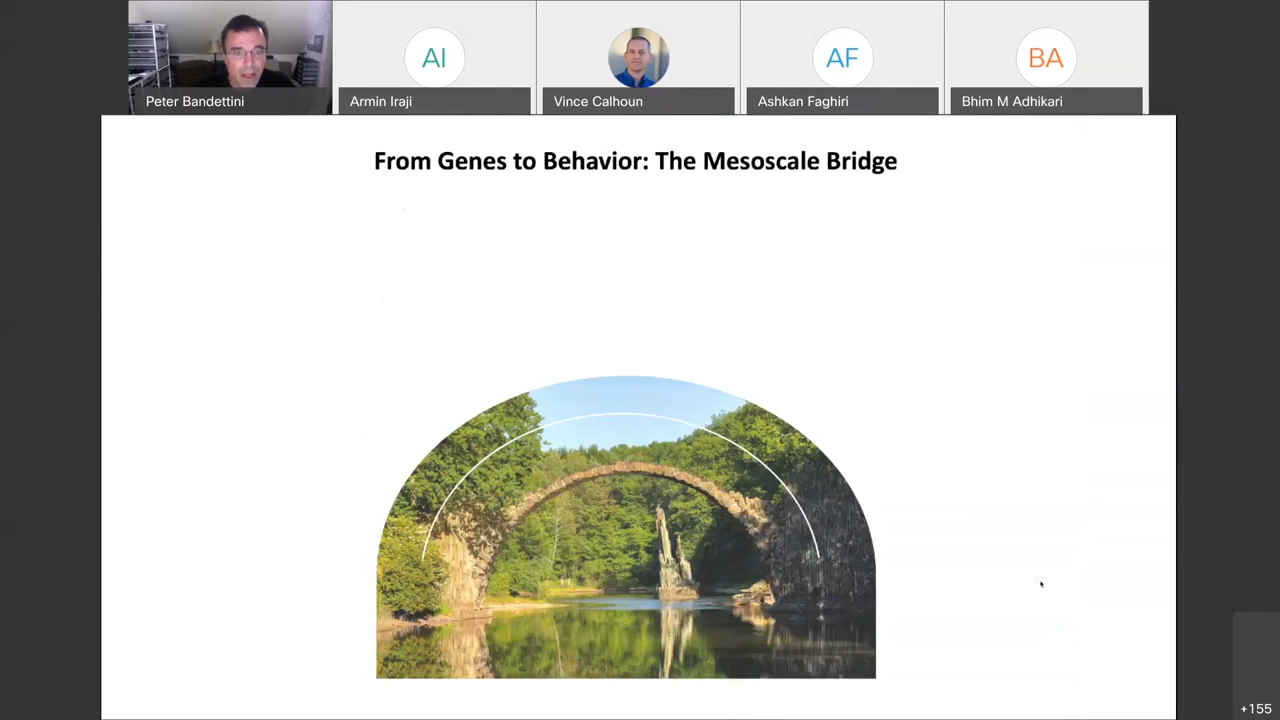 AI
AF
BA
Peter Bandettini
Armin Iraji
Vince Calhoun
Ashkan Faghiri
Bhim M Adhikari
From Genes to Behavior: The Mesoscale Bridge
+155